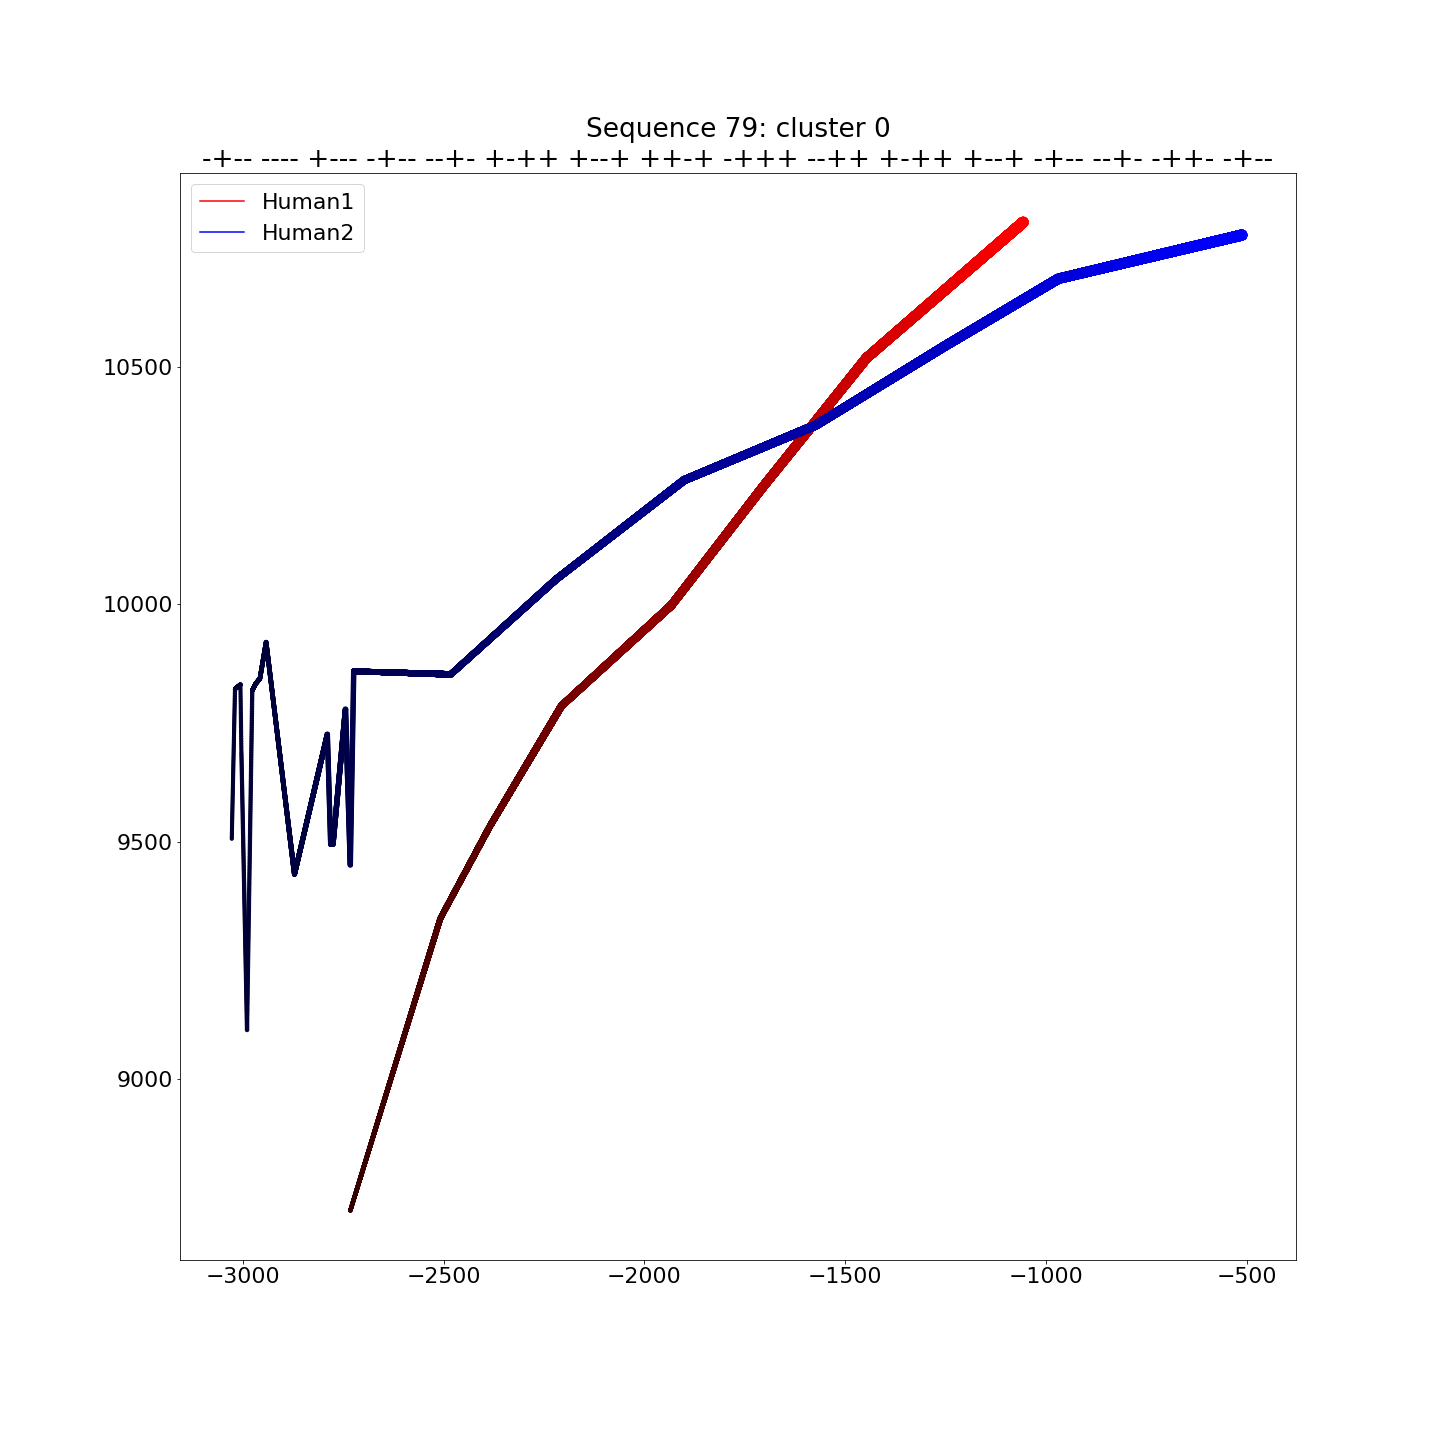 Sequence 79: cluster 0
-+-- ---- +--- -+-- --+- +-++ +--+ ++-+ -+++ --++ +-++ +--+ -+-- --+- -++- -+--
Human1
Human2
10500
10000
9500
9000
−3000 −2500 −2000 −1500 −1000 −500